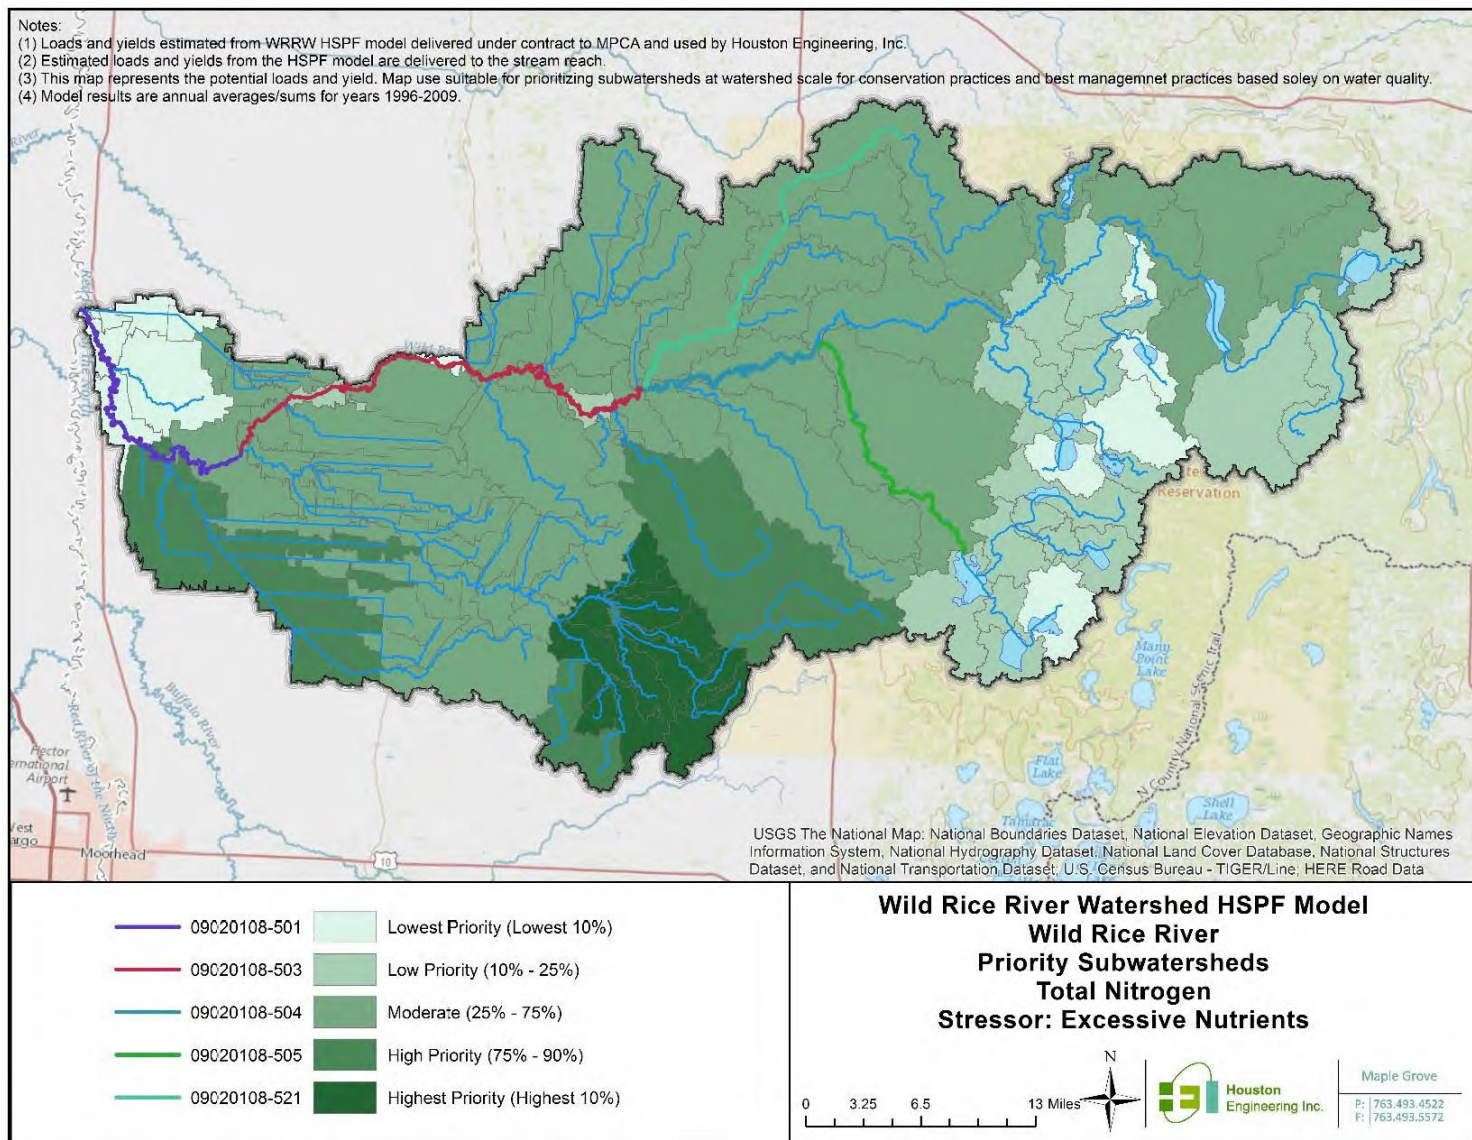 Notes:
(1) Loads and yields estimated from WRRW HSPF model delivered under contract to MPCA and used by Houston Engineering, Inc.
(2) Estimated loads and yields from the HSPF model are delivered to the stream reach.
(3) This map represents the potential loads and yield. Map use suitable for prioritizing subwatersheds at watershed scale for conservation practices and best managemnet practices based soley on water quality.
(4) Model results are annual averages/sums for years 1996-2009.
River
Wild
Reservation
Many
Point
Lake
N Country National Scenic Trail
Buffalo River
Red River of the North
Hector
ernational
Airport
Flat
Lake
Shell
Lake
Tamarac
West
argo
Moorhead
10
USGS The National Map: National Boundaries Dataset, National Elevation Dataset, Geographic Names
Information System, National Hydrography Dataset, National Land Cover Database, National Structures
Dataset, and National Transportation Dataset; U.S. Census Bureau - TIGER/Line; HERE Road Data
09020108-501 Lowest Priority (Lowest 10%)
09020108-503 Low Priority (10% - 25%)
09020108-504 Moderate (25% - 75%)
09020108-505 High Priority (75% - 90%)
09020108-521 Highest Priority (Highest 10%)
Wild Rice River Watershed HSPF Model
Wild Rice River
Priority Subwatersheds
Total Nitrogen
Stressor: Excessive Nutrients
0 3.25 6.5 13 Miles
N
Houston
Engineering Inc.
Maple Grove
P: 763.493.4522
F: 763.493.5572